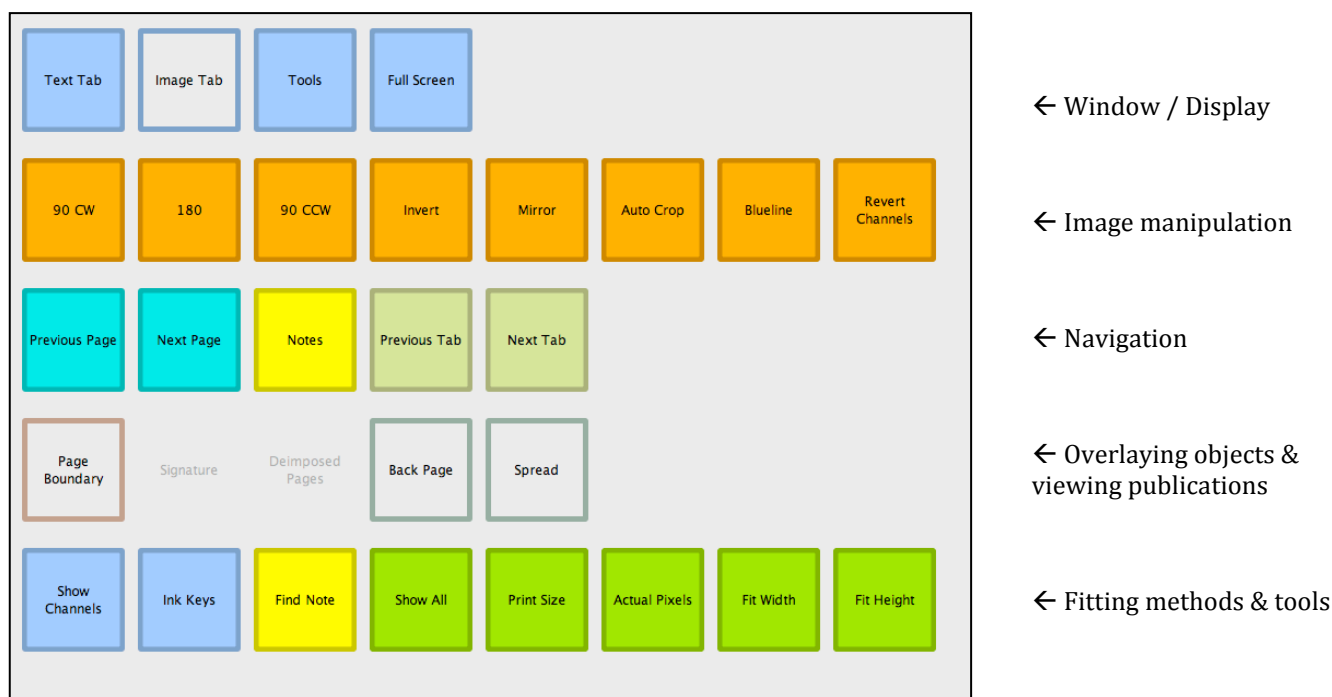 Text Tab Image Tab Tools Full Screen
← Window / Display
90 CW 180 90 CCW Invert Mirror Auto Crop Blueline Revert
Channels
← Image manipulation
Previous Page Next Page Notes Previous Tab Next Tab
← Navigation
Page
Boundary Signature Deimposed
Pages Back Page Spread
← Overlaying objects &
viewing publications
Show
Channels Ink Keys Find Note Show All Print Size Actual Pixels Fit Width Fit Height
← Fitting methods & tools